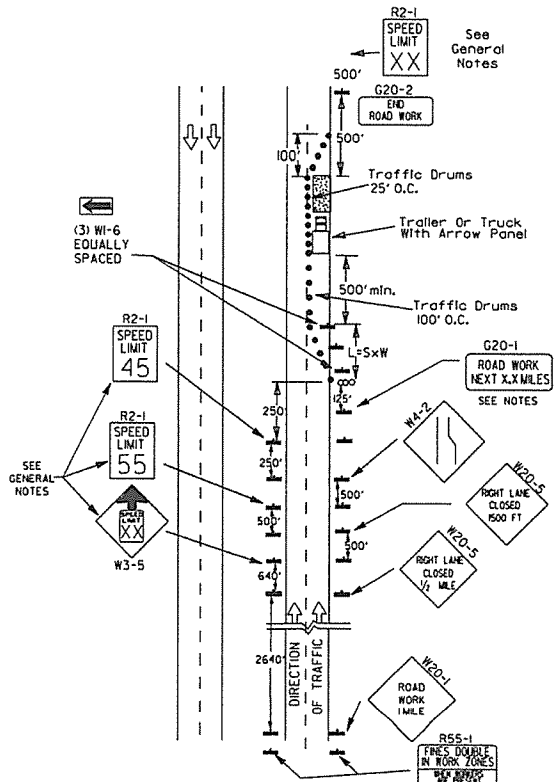 R2-1
SPEED
LIMIT
XX
See
General
Notes
500'
G20-2
END
ROAD WORK
500'
100'
Traffic Drums
25' O.C.
Trailer Or Truck
With Arrow Panel
(3) W1-6
EQUALLY
SPACED
500' min.
Traffic Drums
100' O.C.
L=S×W
R2-1
SPEED
LIMIT
45
G20-1
ROAD WORK
NEXT X.X MILES
SEE NOTES
125'
250'
R2-1
SPEED
LIMIT
55
250'
W4-2
500'
SEE
GENERAL
NOTES
SPEED
LIMIT
XX
W3-5
500'
W20-5
RIGHT LANE
CLOSED
1500 FT
500'
640'
W20-5
RIGHT LANE
CLOSED
1/2 MILE
2640'
DIRECTION
OF TRAFFIC
W20-1
ROAD
WORK
1 MILE
R55-1
FINES DOUBLE
IN WORK ZONES
WHEN WORKERS